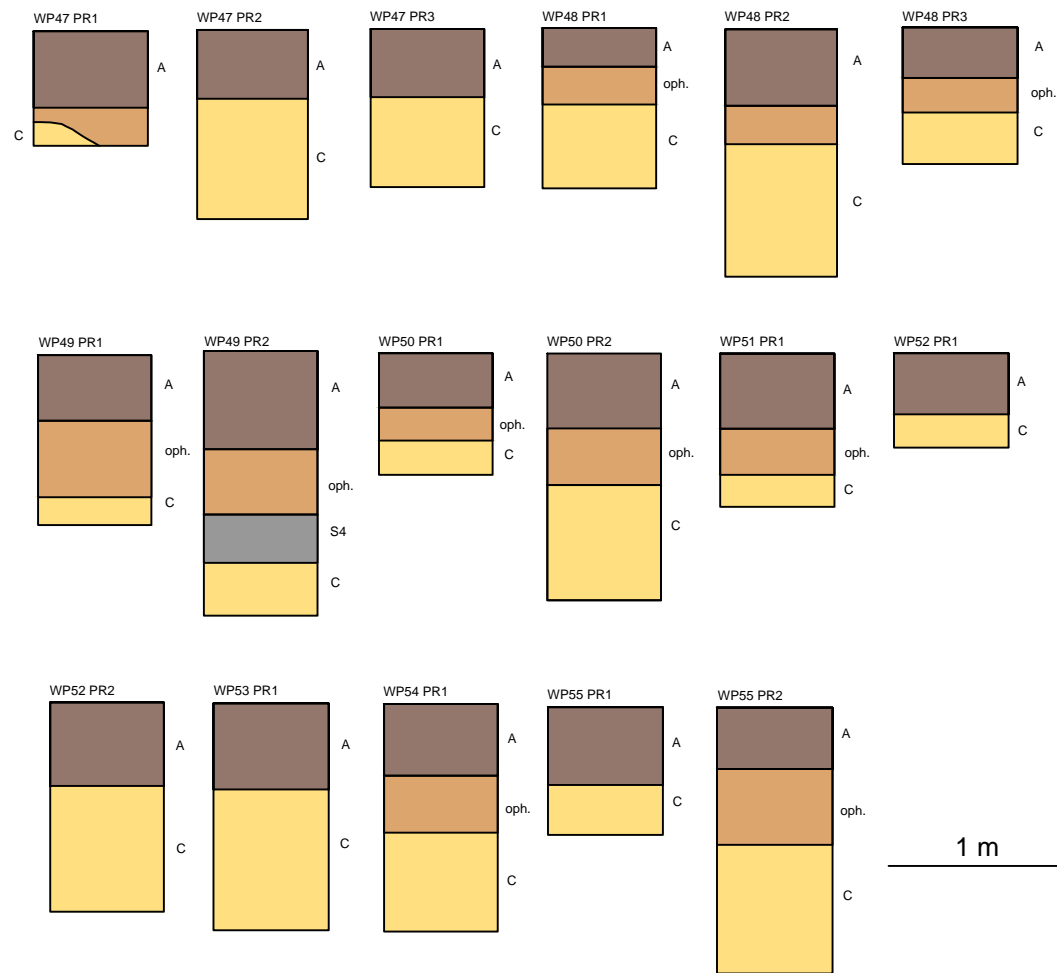 WP47 PR1
WP47 PR2
WP47 PR3
WP48 PR1
WP48 PR2
WP48 PR3
A
A
A
A
A
A
oph.
oph.
C
C
C
C
C
C
WP49 PR1
WP49 PR2
WP50 PR1
WP50 PR2
WP51 PR1
WP52 PR1
A
A
A
A
A
A
oph.
oph.
oph.
oph.
oph.
C
S4
C
C
C
C
C
WP52 PR2
WP53 PR1
WP54 PR1
WP55 PR1
WP55 PR2
A
A
A
A
A
oph.
C
oph.
C
C
C
C
1 m